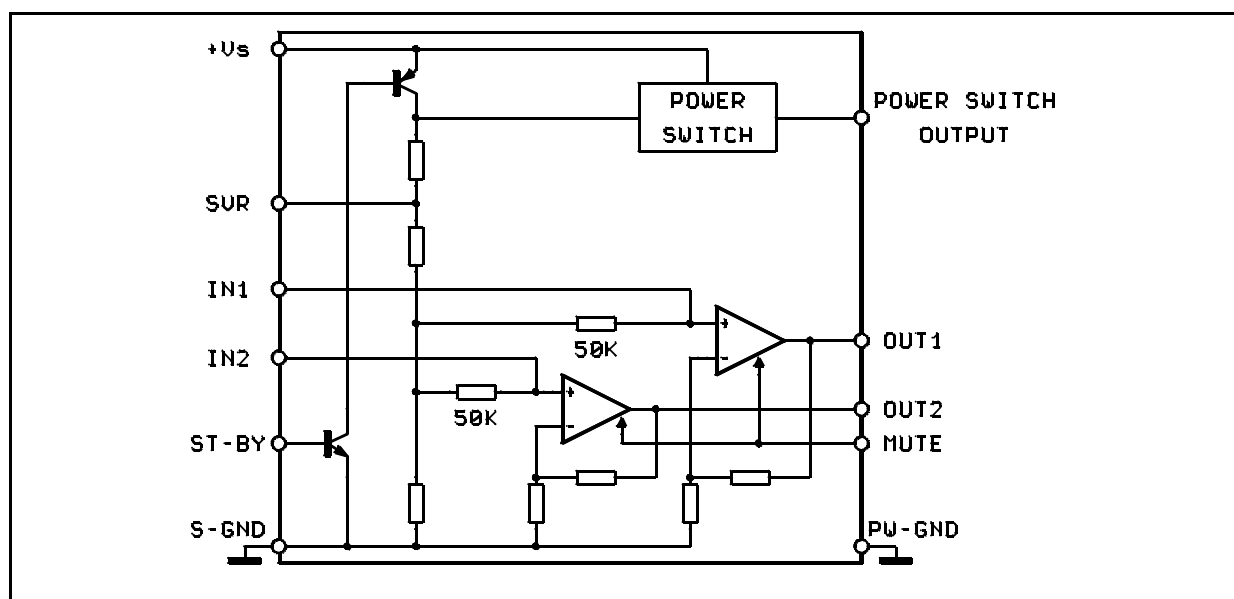 +Vs
POWER
SWITCH
POWER SWITCH
OUTPUT
SVR
IN1
+
-
50K
OUT1
IN2
+
-
50K
OUT2
ST-BY
MUTE
S-GND
PW-GND